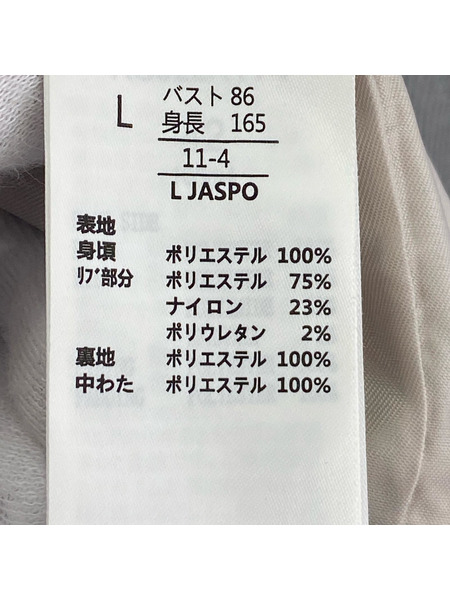 L
バスト 86
身長 165
11-4
L JASPO
表地
身頃 ポリエステル 100%
ﾘﾌﾞ部分 ポリエステル 75%
ナイロン 23%
ポリウレタン 2%
裏地 ポリエステル 100%
中わた ポリエステル 100%